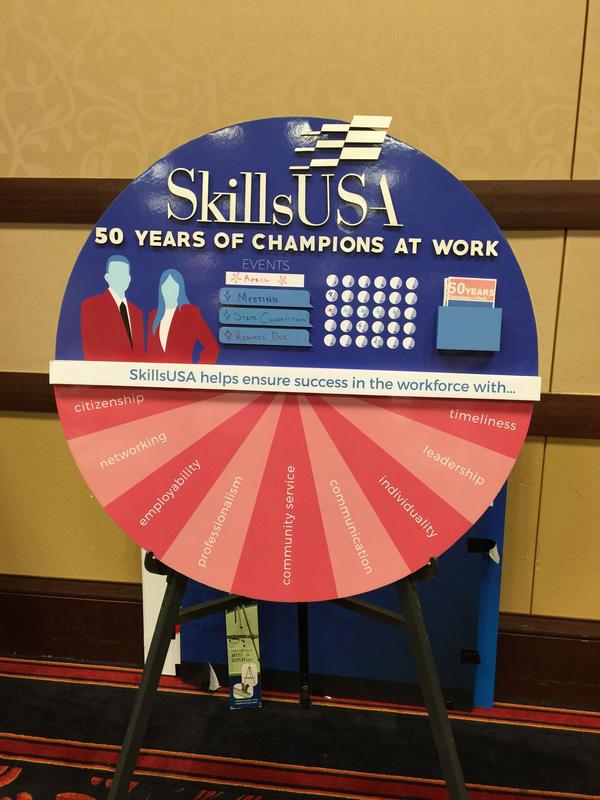 SkillsUSA
50 YEARS OF CHAMPIONS AT WORK
EVENTS
APRIL
MEETING
STATE COMPETITION
RESUMES DUE
50 YEARS
SkillsUSA helps ensure success in the workforce with...
citizenship
networking
employability
professionalism
community service
communication
individuality
leadership
timeliness